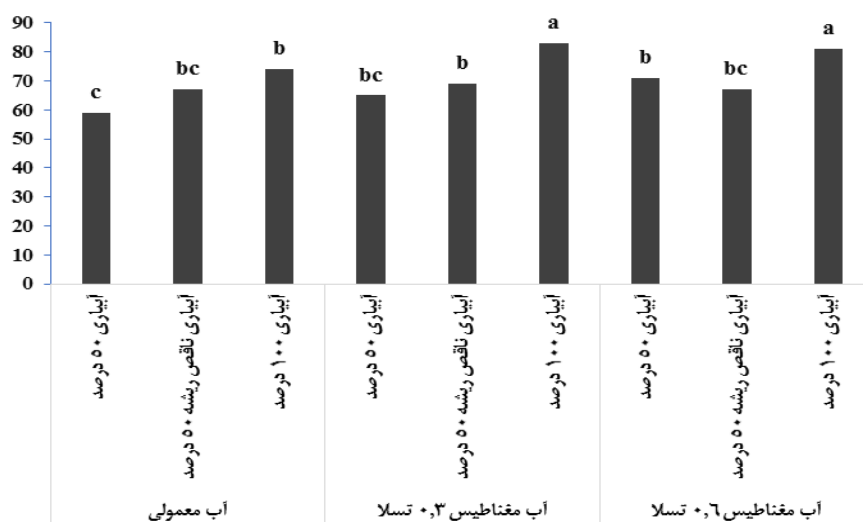 90
80
70
60
50
40
30
20
10
0
c
bc
b
bc
b
a
b
bc
a
آبیاری ۵۰ درصد
آبیاری ناقص ریشه ۵۰ درصد
آبیاری ۱۰۰ درصد
آبیاری ۵۰ درصد
آبیاری ناقص ریشه ۵۰ درصد
آبیاری ۱۰۰ درصد
آبیاری ۵۰ درصد
آبیاری ناقص ریشه ۵۰ درصد
آبیاری ۱۰۰ درصد
آب معمولی
آب مغناطیس ۰,۳ تسلا
آب مغناطیس ۰,٦ تسلا